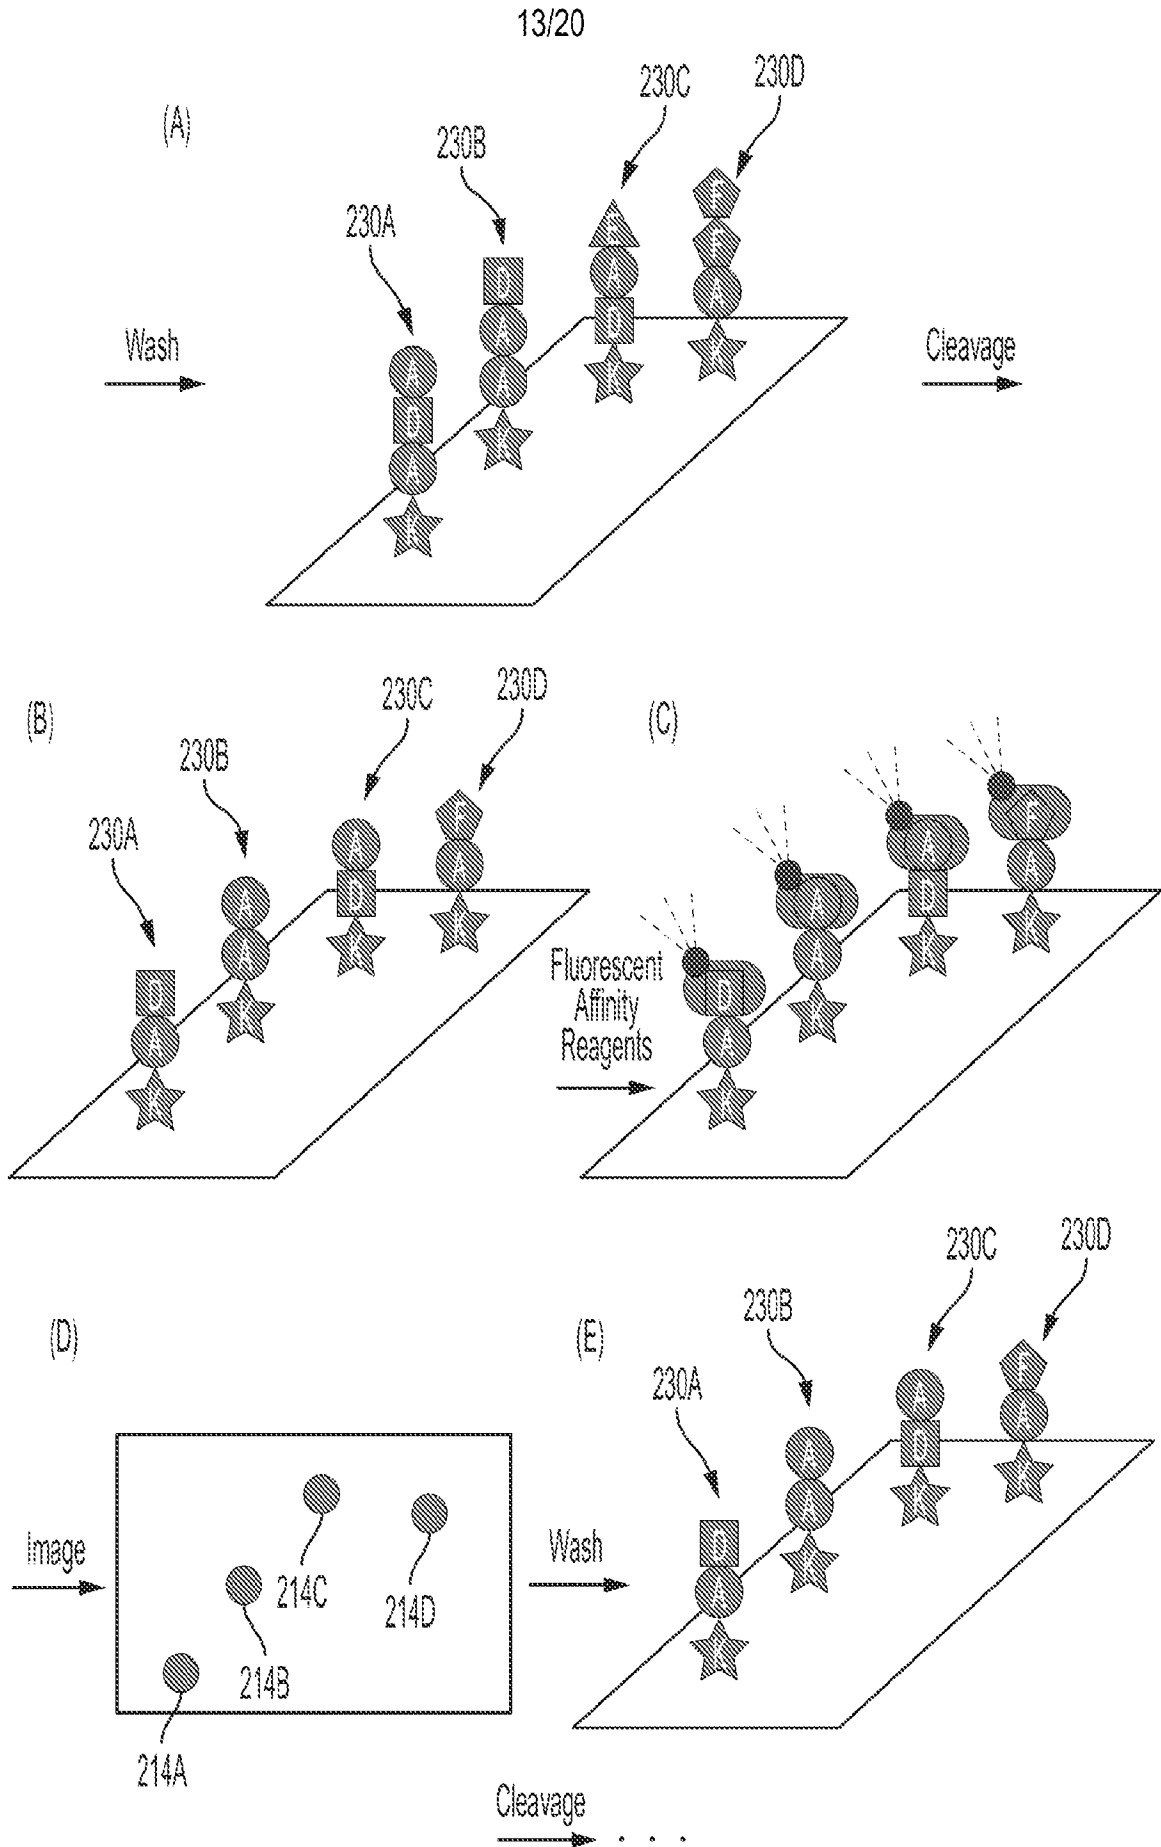 13/20
(A)
230A
230B
230C
230D
Wash
A
D
A
K
D
A
A
K
E
A
D
K
F
F
A
K
Cleavage
(B)
230A
230B
230C
230D
D
A
K
A
A
K
A
D
K
F
A
K
Fluorescent
Affinity
Reagents
(C)
D
A
K
A
A
K
A
D
K
F
A
K
(D)
Image
214A
214B
214C
214D
Wash
(E)
230A
230B
230C
230D
D
A
K
A
A
K
A
D
K
F
A
K
Cleavage
. . .